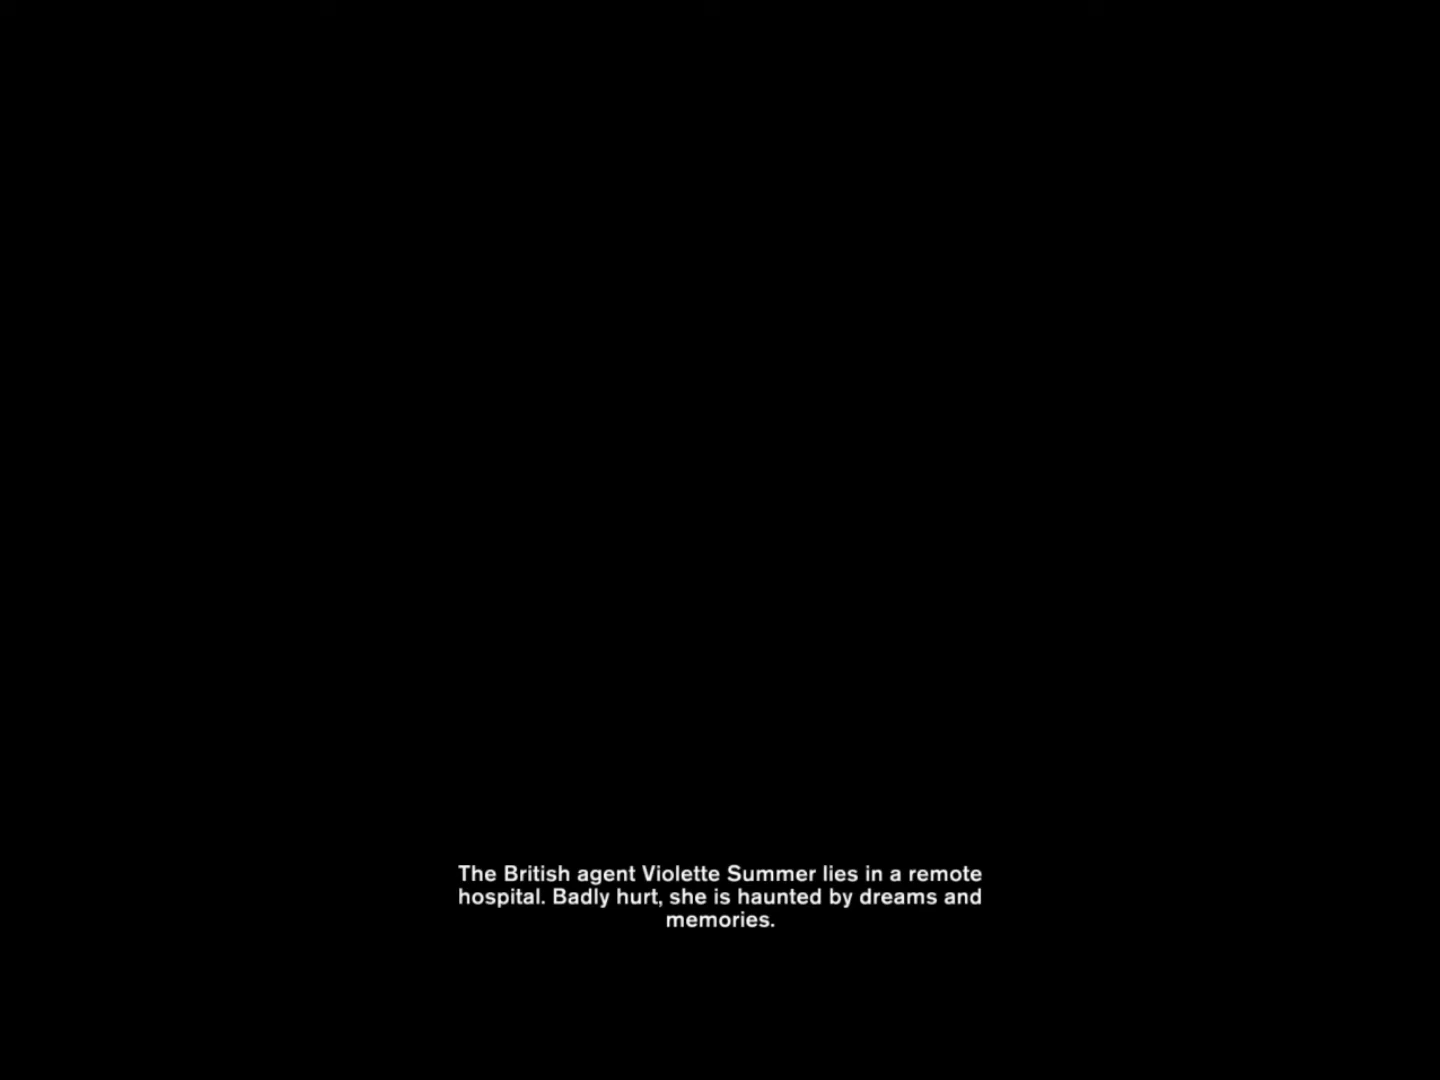 The British agent Violette Summer lies in a remote
hospital. Badly hurt, she is haunted by dreams and
memories.